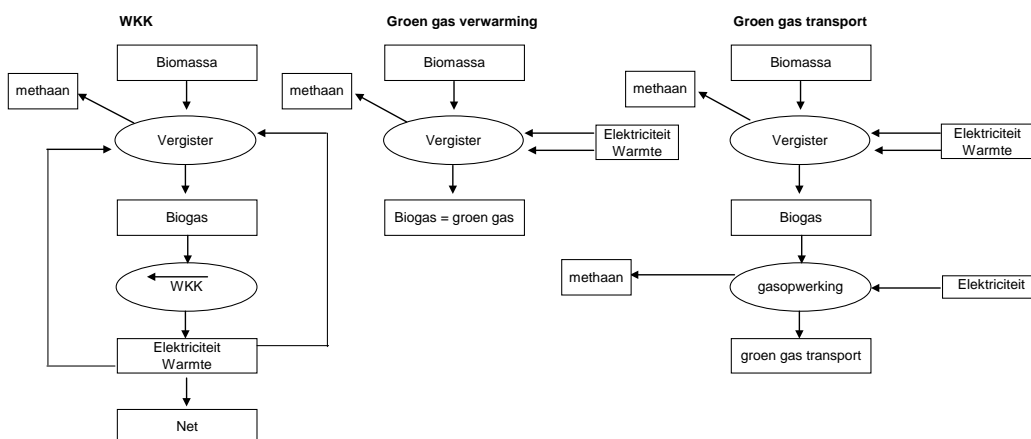 WKK
Biomassa
methaan
Vergister
Biogas
WKK
Elektriciteit
Warmte
Net
Groen gas verwarming
Biomassa
methaan
Vergister
Elektriciteit
Warmte
Biogas = groen gas
Groen gas transport
Biomassa
methaan
Vergister
Elektriciteit
Warmte
Biogas
methaan
gasopwerking
Elektriciteit
groen gas transport